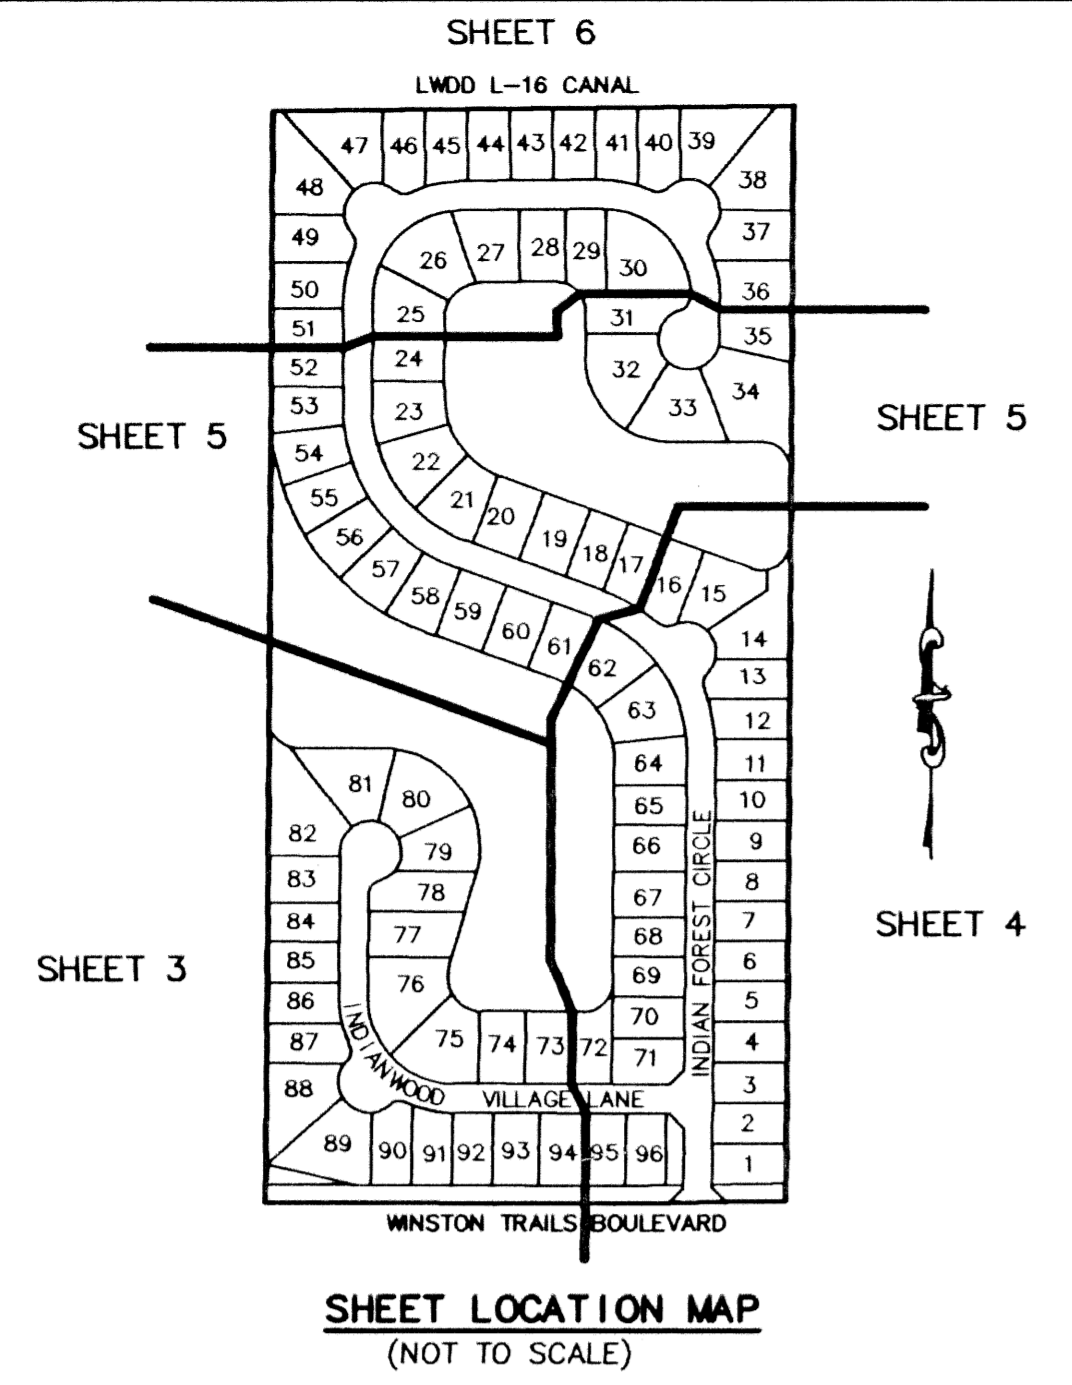 SHEET 6
LWDD L-16 CANAL
47 46 45 44 43 42 41 40 39
48 38
49 37
26 27 28 29 30
50 36
25 31
51 35
52 24 32
53 23 33 34
SHEET 5
SHEET 5
54 22
55 21 20
56 19 18 17
57 16 15
58 59 60 61
62 14
63 13
12
64 11
81 80 65 10
82 79 66 9
83 78 67 8
84 77 68 7
SHEET 4
SHEET 3
85 76 69 6
86 70 5
87 75 74 73 72 71 4
88 3
INDIAN FOREST CIRCLE
INDIANWOOD VILLAGE LANE
2
89 90 91 92 93 94 95 96 1
WINSTON TRAILS BOULEVARD
SHEET LOCATION MAP
(NOT TO SCALE)